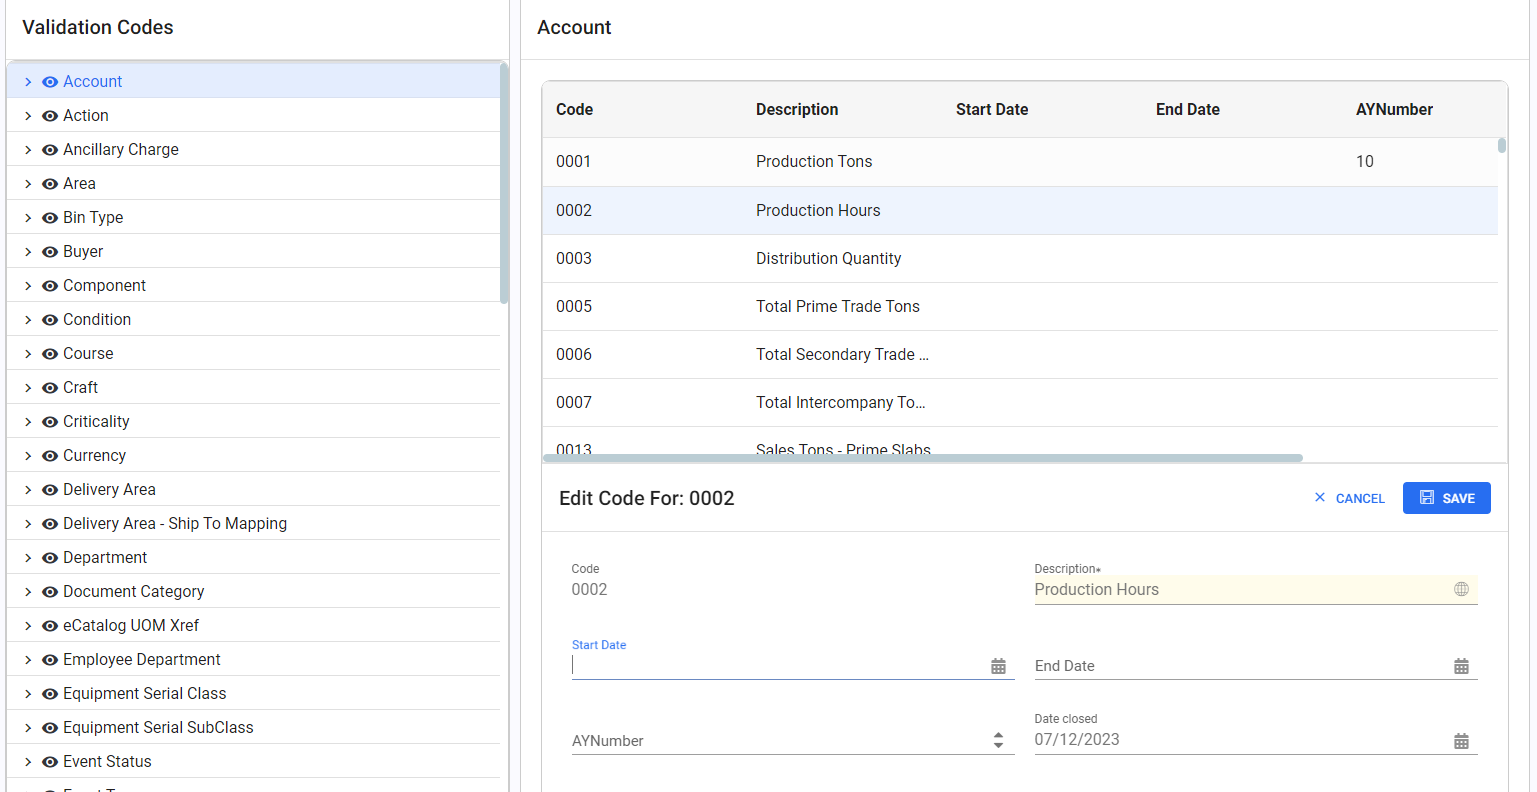 Validation Codes
Account
Action
Ancillary Charge
Area
Bin Type
Buyer
Component
Condition
Course
Craft
Criticality
Currency
Delivery Area
Delivery Area - Ship To Mapping
Department
Document Category
eCatalog UOM Xref
Employee Department
Equipment Serial Class
Equipment Serial SubClass
Event Status
Account
Code Description Start Date End Date AYNumber
0001 Production Tons 10
0002 Production Hours
0003 Distribution Quantity
0005 Total Prime Trade Tons
0006 Total Secondary Trade ...
0007 Total Intercompany To...
0013 Sales Tons - Prime Slabs
Edit Code For: 0002 CANCEL SAVE
Code Description*
0002 Production Hours
Start Date
End Date
Date closed
AYNumber 07/12/2023